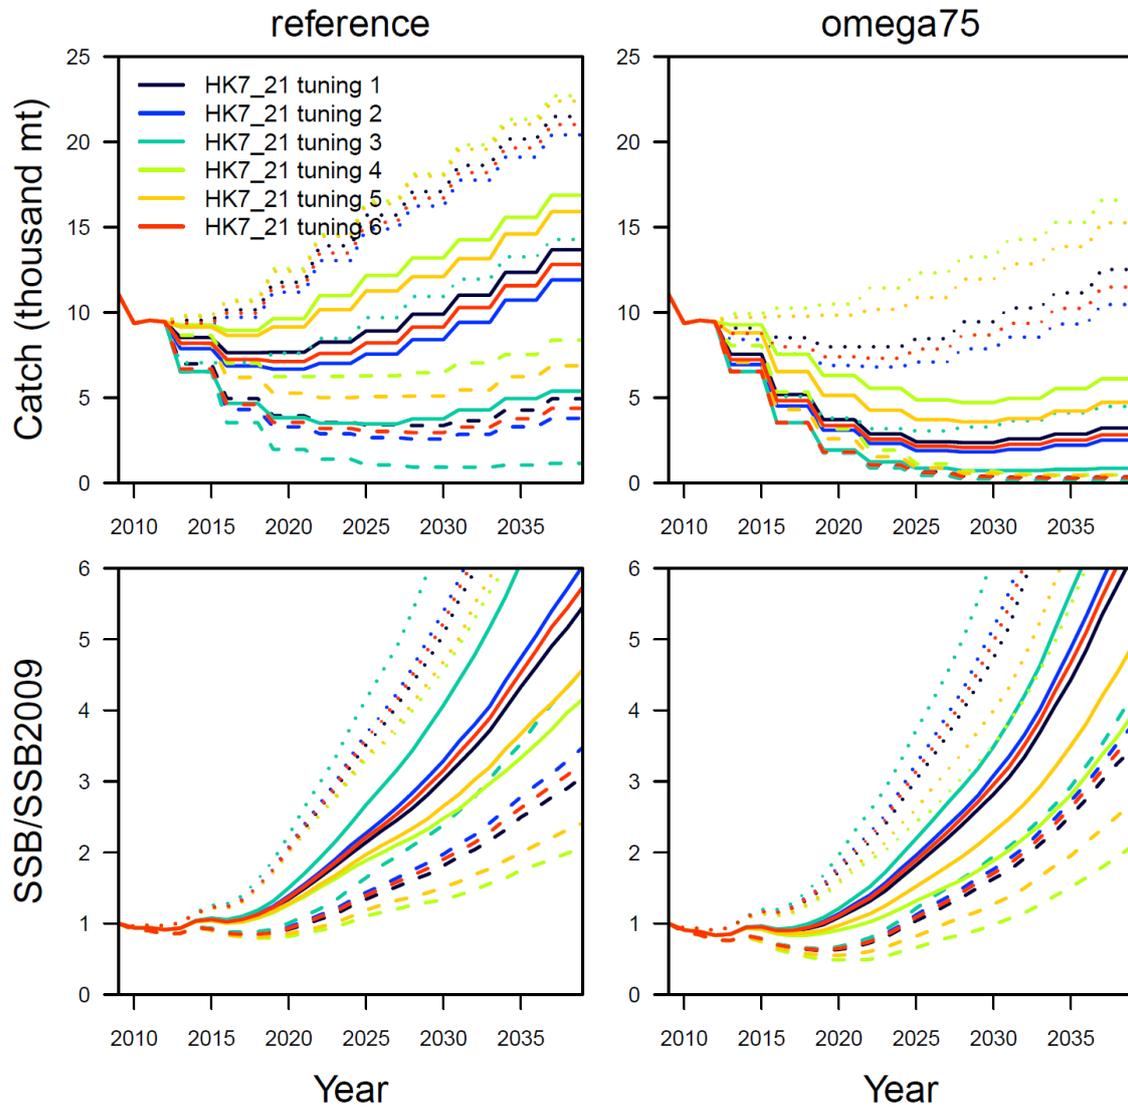 reference
omega75
Catch (thousand mt)
25
20
15
10
5
0
HK7_21 tuning 1
HK7_21 tuning 2
HK7_21 tuning 3
HK7_21 tuning 4
HK7_21 tuning 5
HK7_21 tuning 6
2010 2015 2020 2025 2030 2035
25
20
15
10
5
0
2010 2015 2020 2025 2030 2035
SSB/SSB2009
6
5
4
3
2
1
0
2010 2015 2020 2025 2030 2035
6
5
4
3
2
1
0
2010 2015 2020 2025 2030 2035
Year
Year